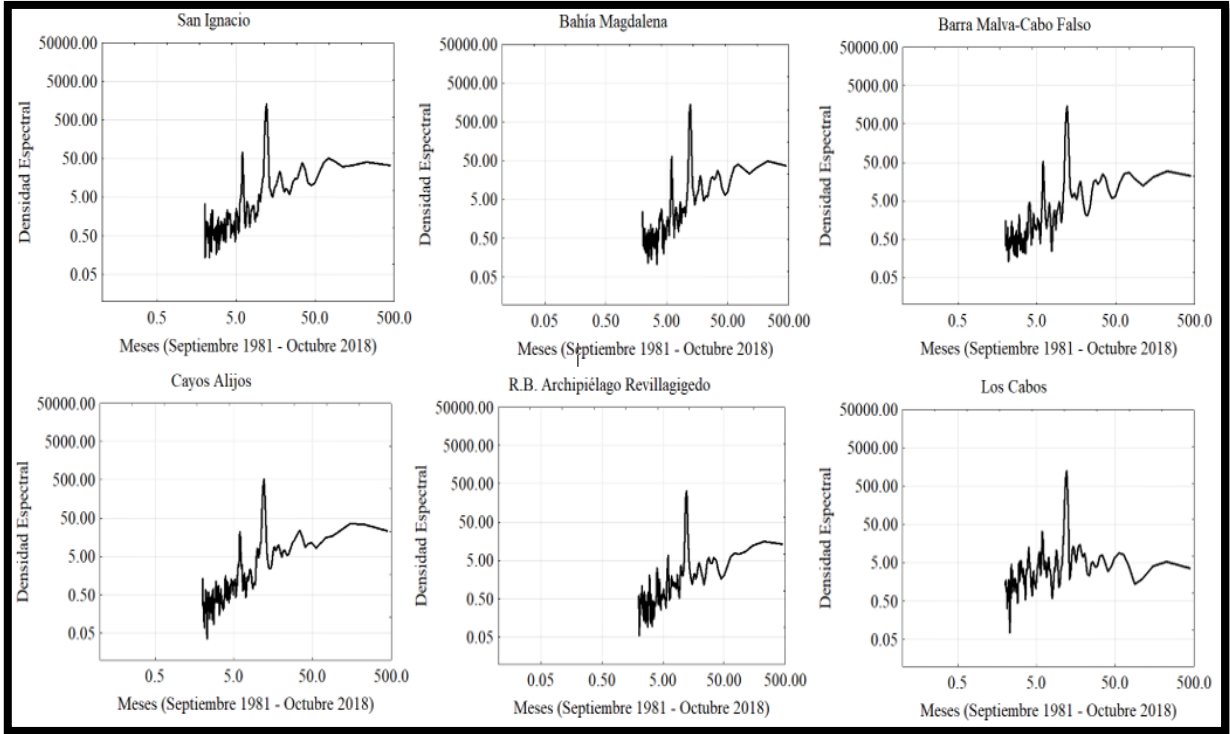 San Ignacio
50000.00
5000.00
500.00
50.00
5.00
0.50
0.05
Densidad Espectral
0.5 5.0 50.0 500.0
Meses (Septiembre 1981 - Octubre 2018)
Bahía Magdalena
50000.00
5000.00
500.00
50.00
5.00
0.50
0.05
Densidad Espectral
0.05 0.50 5.00 50.00 500.00
Meses (Septiembre 1981 - Octubre 2018)
Barra Malva-Cabo Falso
50000.00
5000.00
500.00
50.00
5.00
0.50
0.05
Densidad Espectral
0.5 5.0 50.0 500.0
Meses (Septiembre 1981 - Octubre 2018)
Cayos Alijos
50000.00
5000.00
500.00
50.00
5.00
0.50
0.05
Densidad Espectral
0.5 5.0 50.0 500.0
Meses (Septiembre 1981 - Octubre 2018)
R.B. Archipiélago Revillagigedo
50000.00
5000.00
500.00
50.00
5.00
0.50
0.05
Densidad Espectral
0.05 0.50 5.00 50.00 500.00
Meses (Septiembre 1981 - Octubre 2018)
Los Cabos
50000.00
5000.00
500.00
50.00
5.00
0.50
0.05
Densidad Espectral
0.5 5.0 50.0 500.0
Meses (Septiembre 1981 - Octubre 2018)